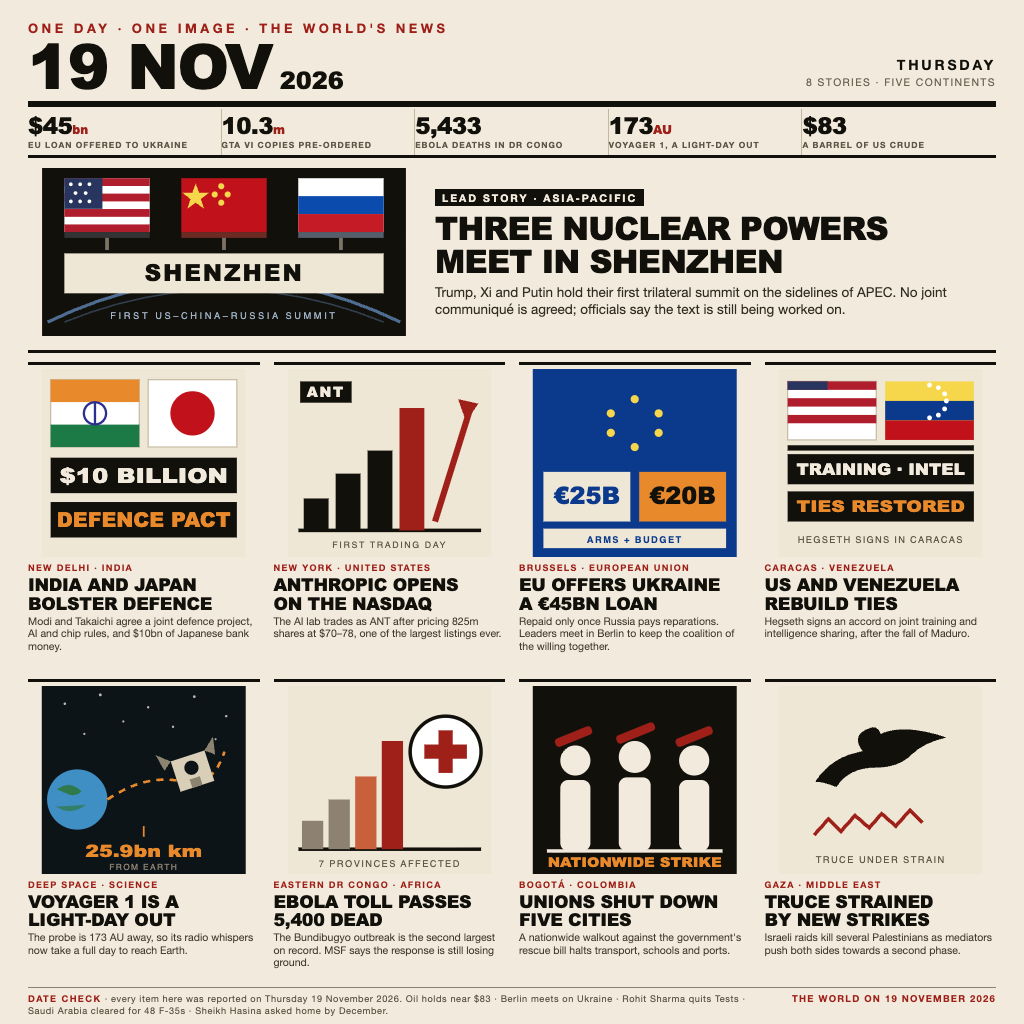 ONE DAY · ONE IMAGE · THE WORLD'S NEWS
19 NOV 2026
THURSDAY
8 STORIES · FIVE CONTINENTS
$45bn
EU LOAN OFFERED TO UKRAINE
10.3m
GTA VI COPIES PRE-ORDERED
5,433
EBOLA DEATHS IN DR CONGO
173AU
VOYAGER 1, A LIGHT-DAY OUT
$83
A BARREL OF US CRUDE
SHENZHEN
FIRST US–CHINA–RUSSIA SUMMIT
LEAD STORY · ASIA-PACIFIC
THREE NUCLEAR POWERS
MEET IN SHENZHEN
Trump, Xi and Putin hold their first trilateral summit on the sidelines of APEC. No joint
communiqué is agreed; officials say the text is still being worked on.
$10 BILLION
DEFENCE PACT
NEW DELHI · INDIA
INDIA AND JAPAN
BOLSTER DEFENCE
Modi and Takaichi agree a joint defence project,
AI and chip rules, and $10bn of Japanese bank
money.
ANT
FIRST TRADING DAY
NEW YORK · UNITED STATES
ANTHROPIC OPENS
ON THE NASDAQ
The AI lab trades as ANT after pricing 825m
shares at $70–78, one of the largest listings ever.
€25B
€20B
ARMS + BUDGET
BRUSSELS · EUROPEAN UNION
EU OFFERS UKRAINE
A €45BN LOAN
Repaid only once Russia pays reparations.
Leaders meet in Berlin to keep the coalition of
the willing together.
TRAINING · INTEL
TIES RESTORED
HEGSETH SIGNS IN CARACAS
CARACAS · VENEZUELA
US AND VENEZUELA
REBUILD TIES
Hegseth signs an accord on joint training and
intelligence sharing, after the fall of Maduro.
25.9bn km
FROM EARTH
DEEP SPACE · SCIENCE
VOYAGER 1 IS A
LIGHT-DAY OUT
The probe is 173 AU away, so its radio whispers
now take a full day to reach Earth.
7 PROVINCES AFFECTED
EASTERN DR CONGO · AFRICA
EBOLA TOLL PASSES
5,400 DEAD
The Bundibugyo outbreak is the second largest
on record. MSF says the response is still losing
ground.
NATIONWIDE STRIKE
BOGOTÁ · COLOMBIA
UNIONS SHUT DOWN
FIVE CITIES
A nationwide walkout against the government's
rescue bill halts transport, schools and ports.
TRUCE UNDER STRAIN
GAZA · MIDDLE EAST
TRUCE STRAINED
BY NEW STRIKES
Israeli raids kill several Palestinians as mediators
push both sides towards a second phase.
DATE CHECK · every item here was reported on Thursday 19 November 2026. Oil holds near $83 · Berlin meets on Ukraine · Rohit Sharma quits Tests ·
Saudi Arabia cleared for 48 F-35s · Sheikh Hasina asked home by December.
THE WORLD ON 19 NOVEMBER 2026